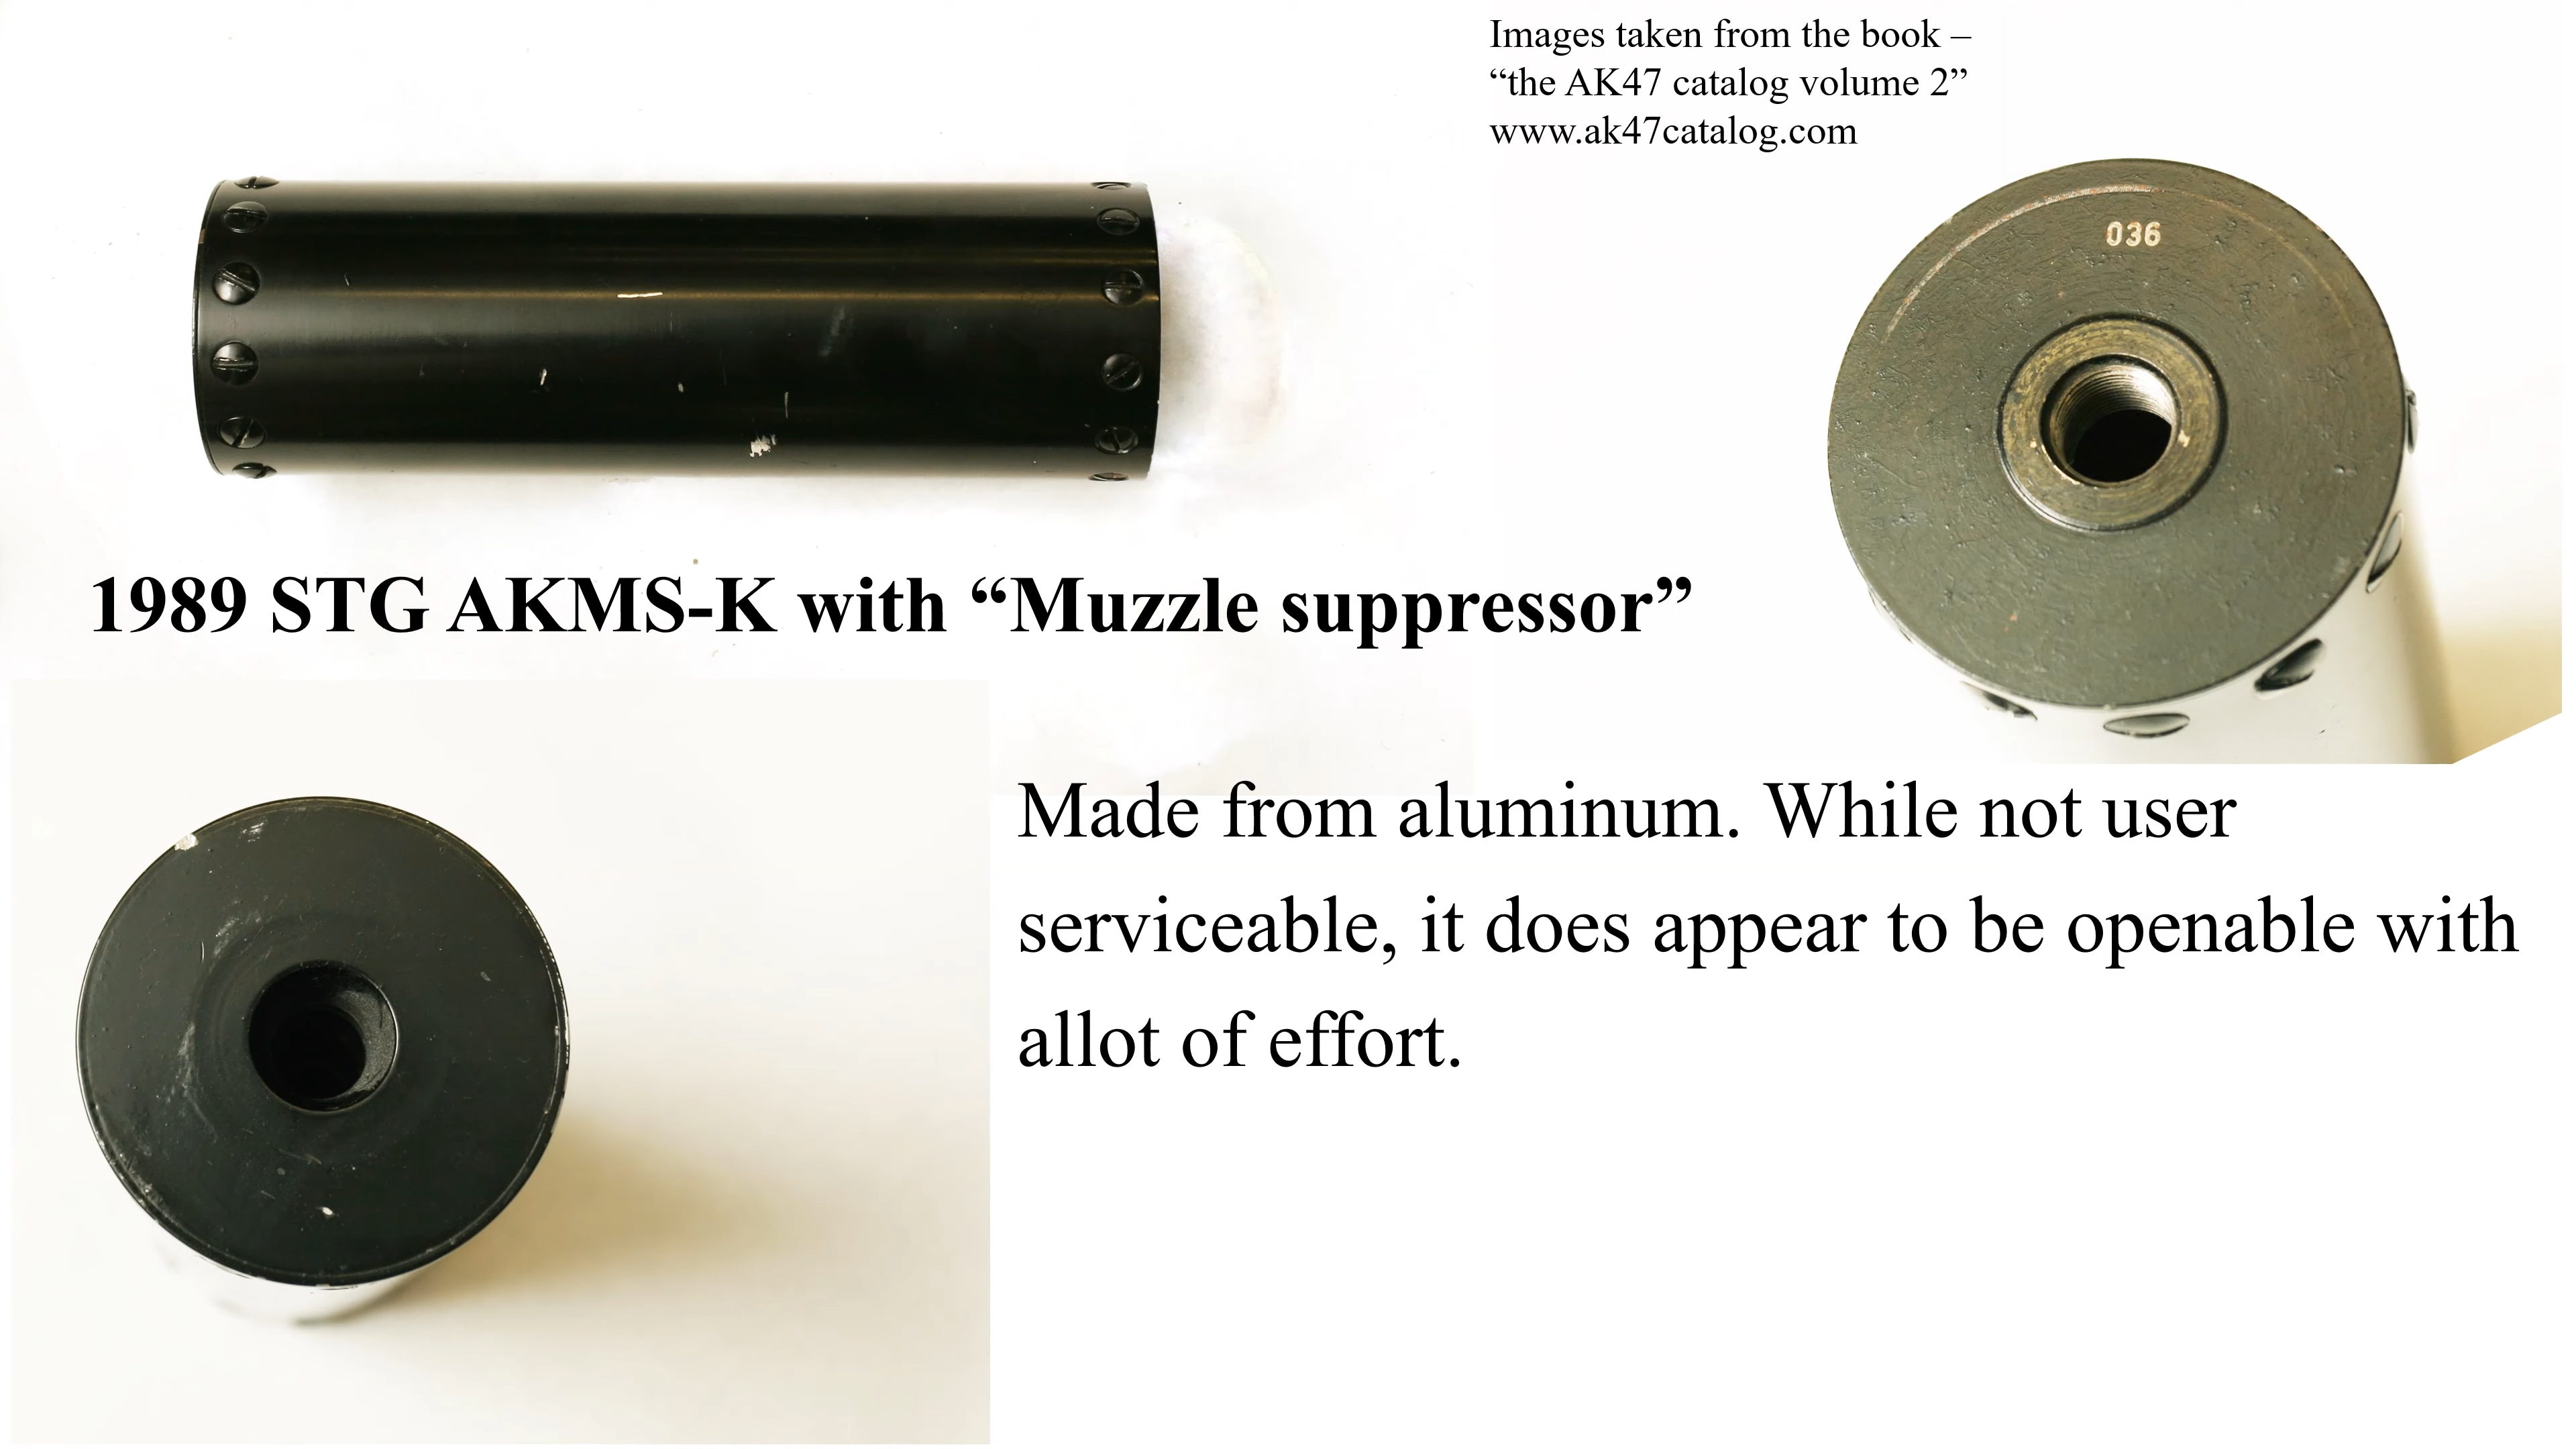 Images taken from the book –
“the AK47 catalog volume 2”
www.ak47catalog.com
036
1989 STG AKMS-K with “Muzzle suppressor”
Made from aluminum. While not user
serviceable, it does appear to be openable with
allot of effort.